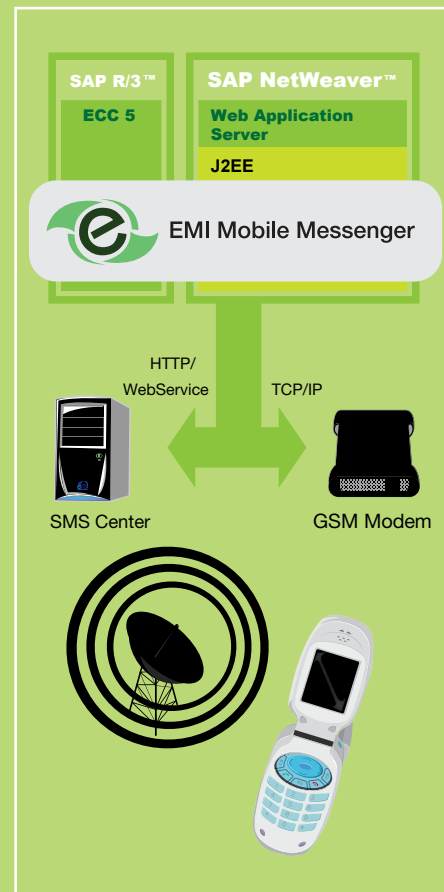 SAP R/3™
SAP NetWeaver™
ECC 5
Web Application
Server
J2EE
EMI Mobile Messenger
HTTP/
WebService
TCP/IP
SMS Center
GSM Modem